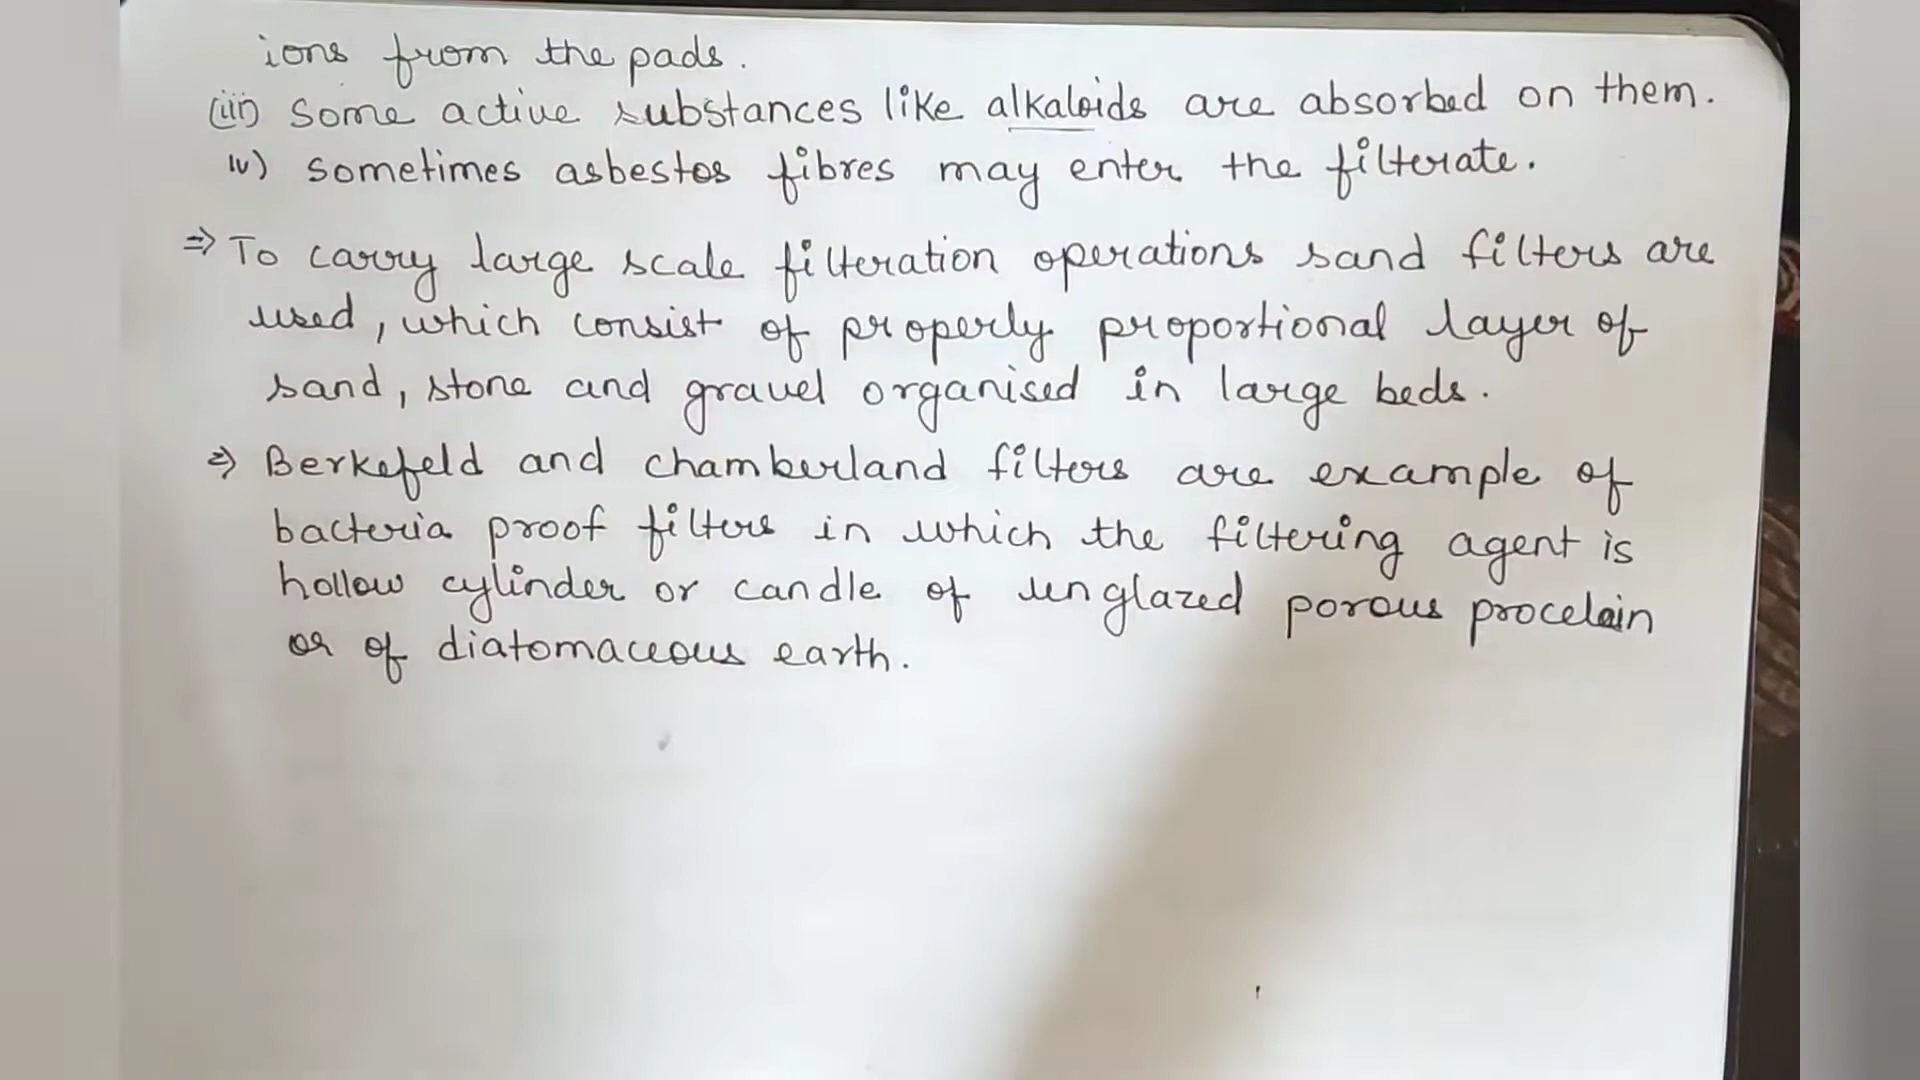 ions from the pads.
(iii) Some active substances like alkaloids are absorbed on them.
iv) sometimes asbestos fibres may enter the filterate.
⇒ To carry large scale filteration operations sand filters are
used, which consist of properly proportional layer of
sand, stone and gravel organised in large beds.
⇒ Berkefeld and chamberland filters are example of
bacteria proof filters in which the filtering agent is
hollow cylinder or candle of unglazed porous procelain
or of diatomaceous earth.